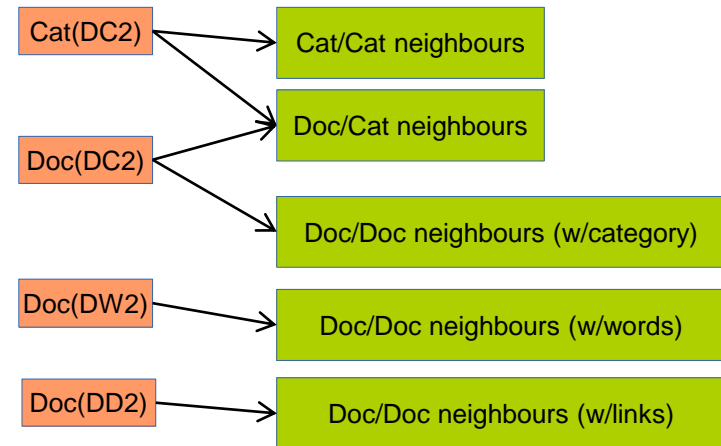 Cat(DC2)
Cat/Cat neighbours
Doc/Cat neighbours
Doc(DC2)
Doc/Doc neighbours (w/category)
Doc(DW2)
Doc/Doc neighbours (w/words)
Doc(DD2)
Doc/Doc neighbours (w/links)